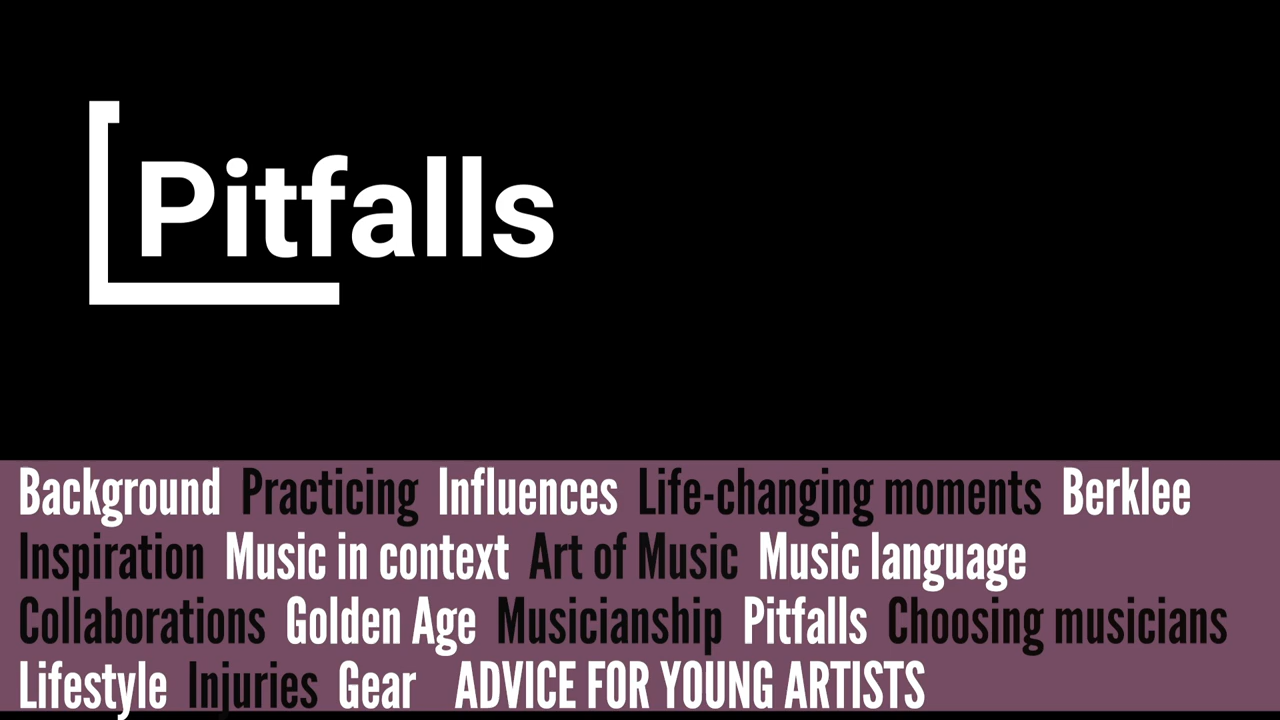 Pitfalls
Background Practicing Influences Life-changing moments Berklee
Inspiration Music in context Art of Music Music language
Collaborations Golden Age Musicianship Pitfalls Choosing musicians
Lifestyle Injuries Gear ADVICE FOR YOUNG ARTISTS